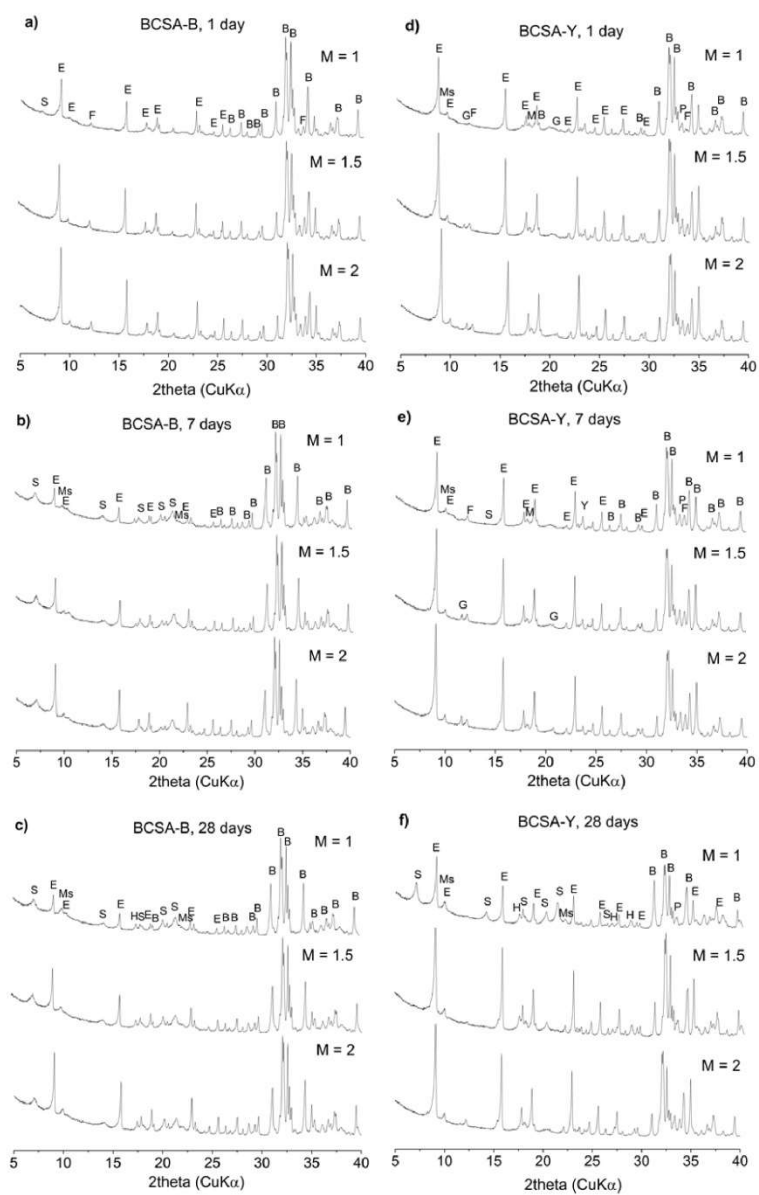 a)
BCSA-B, 1 day
B
B
M = 1
E
S
E
F
E
E
E
E
E
B
E
B
B
B
B
B
F
B
B
B
M = 1.5
M = 2
5 10 15 20 25 30 35 40
2theta (CuKα)
d)
BCSA-Y, 1 day
B
B
M = 1
E
Ms
E
G
F
E
E
M
E
B
G
E
E
E
E
E
B
E
B
P
F
B
B
B
B
M = 1.5
M = 2
5 10 15 20 25 30 35 40
2theta (CuKα)
b)
BCSA-B, 7 days
B B
M = 1
S
E
Ms
E
S
E
S
E
S
S
Ms
E
E
B
B
B
B
B
B
B
B
B
M = 1.5
M = 2
5 10 15 20 25 30 35 40
2theta (CuKα)
e)
BCSA-Y, 7 days
B
B
M = 1
E
Ms
E
F
S
E
E
M
E
E
Y
E
E
B
B
B
E
B
P
F
B
B
B
B
B
M = 1.5
G
G
M = 2
5 10 15 20 25 30 35 40
2theta (CuKα)
c)
BCSA-B, 28 days
B
B
M = 1
S
E
Ms
E
S
E
H
S
E
B
S
S
Ms
E
E
B
B
B
B
B
B
B
B
B
B
M = 1.5
M = 2
5 10 15 20 25 30 35 40
2theta (CuKα)
f)
BCSA-Y, 28 days
B
B
M = 1
S
E
Ms
E
S
E
H
S
E
S
S
Ms
E
E
S
H
E
H
E
B
P
B
E
E
E
B
M = 1.5
M = 2
5 10 15 20 25 30 35 40
2theta (CuKα)